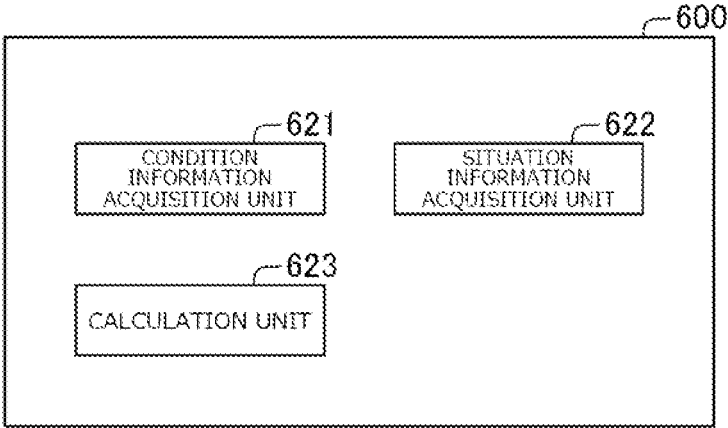 600
621
CONDITION
INFORMATION
ACQUISITION UNIT
622
SITUATION
INFORMATION
ACQUISITION UNIT
623
CALCULATION UNIT